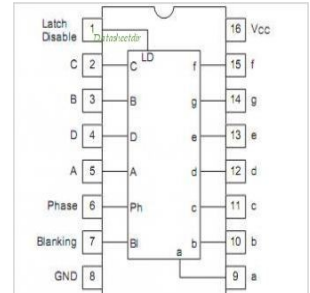 Latch Disable 1 Datasheetdir LD 16 Vcc
C 2 C f 15 f
B 3 B g 14 g
D 4 D e 13 e
A 5 A d 12 d
Phase 6 Ph c 11 c
Blanking 7 BI b 10 b
GND 8 a 9 a